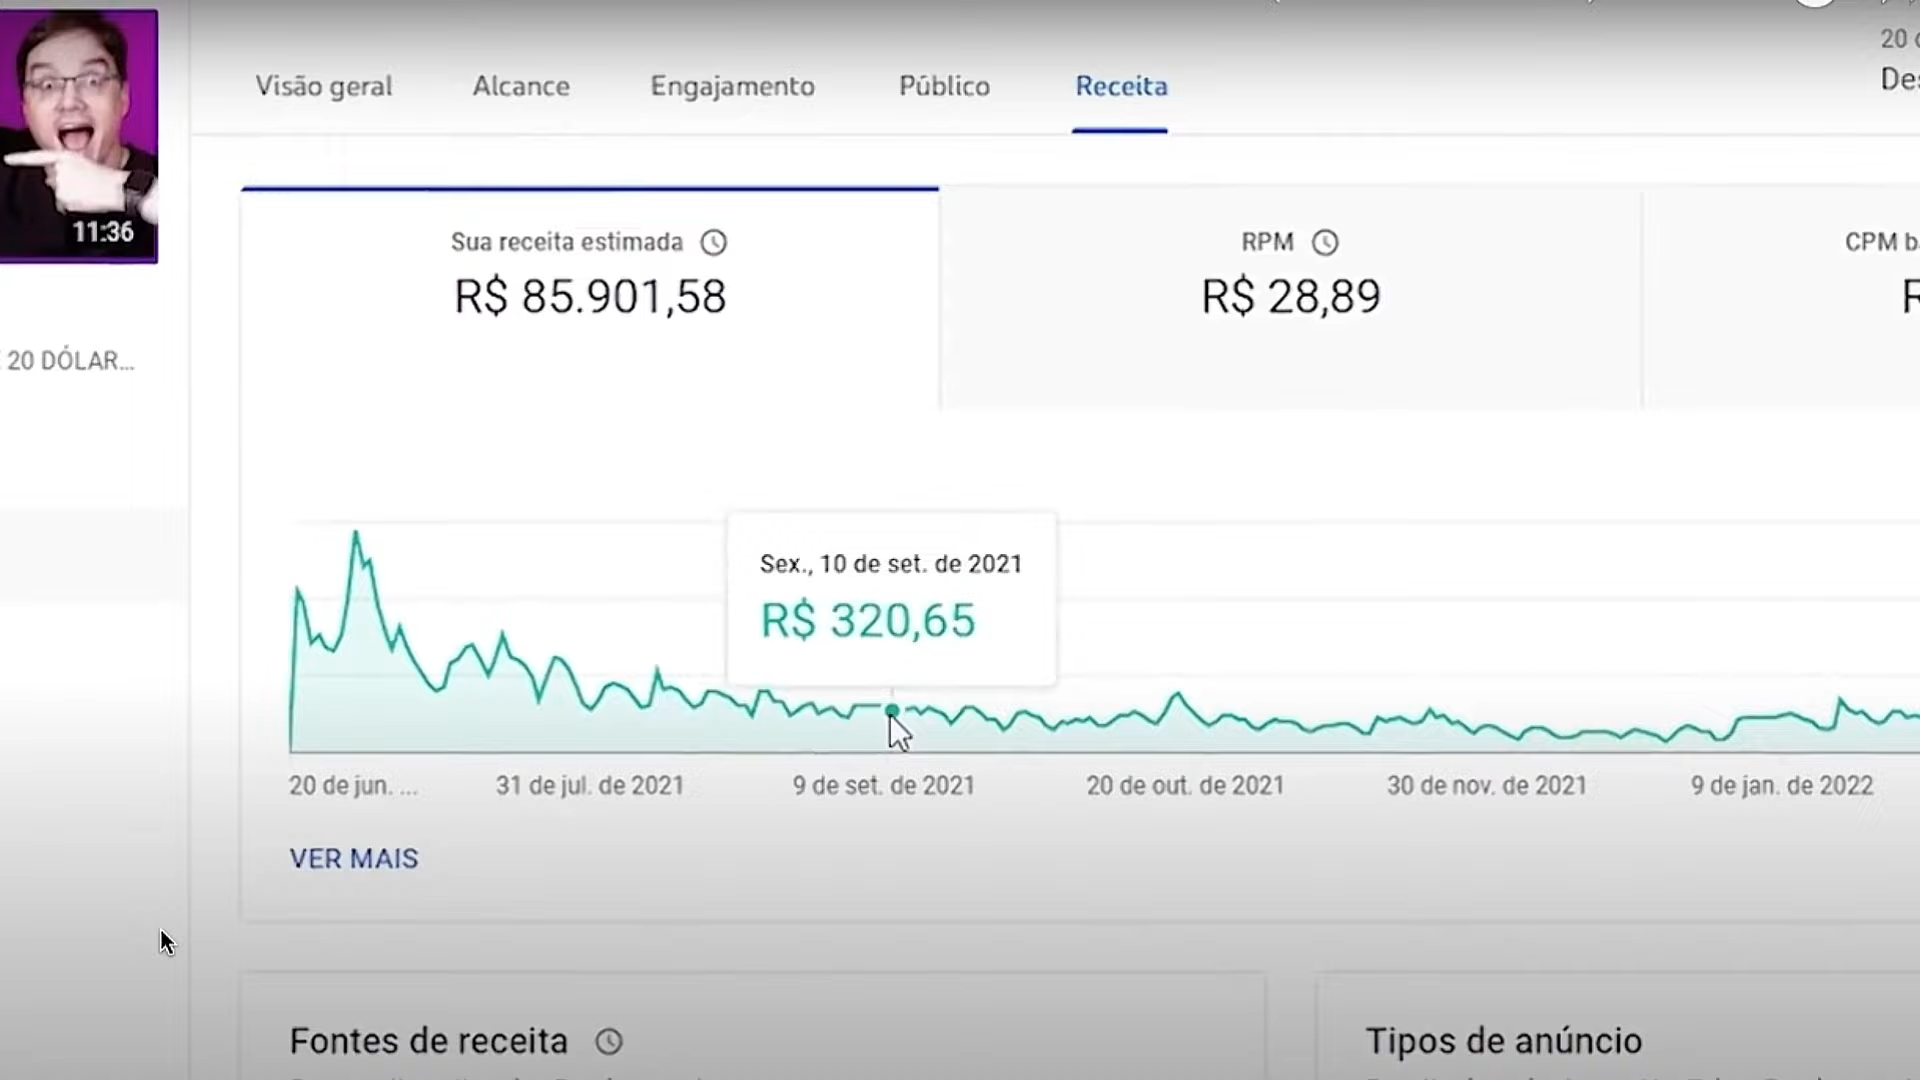 Visão geral
Alcance
Engajamento
Público
Receita
20
11:36
Sua receita estimada
R$ 85.901,58
RPM
R$ 28,89
CPM
20 DÓLAR...
Sex., 10 de set. de 2021
R$ 320,65
20 de jun. ...
31 de jul. de 2021
9 de set. de 2021
20 de out. de 2021
30 de nov. de 2021
9 de jan. de 2022
VER MAIS
Fontes de receita
Tipos de anúncio